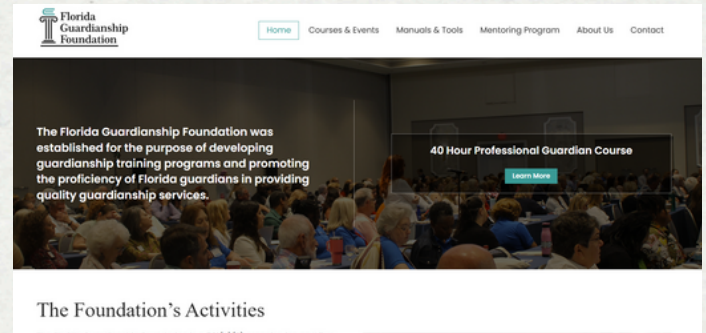 Florida
Guardianship
Foundation
Home
Courses & Events
Manuals & Tools
Mentoring Program
About Us
Contact
The Florida Guardianship Foundation was
established for the purpose of developing
guardianship training programs and promoting
the proficiency of Florida guardians in providing
quality guardianship services.
40 Hour Professional Guardian Course
Learn More
The Foundation's Activities